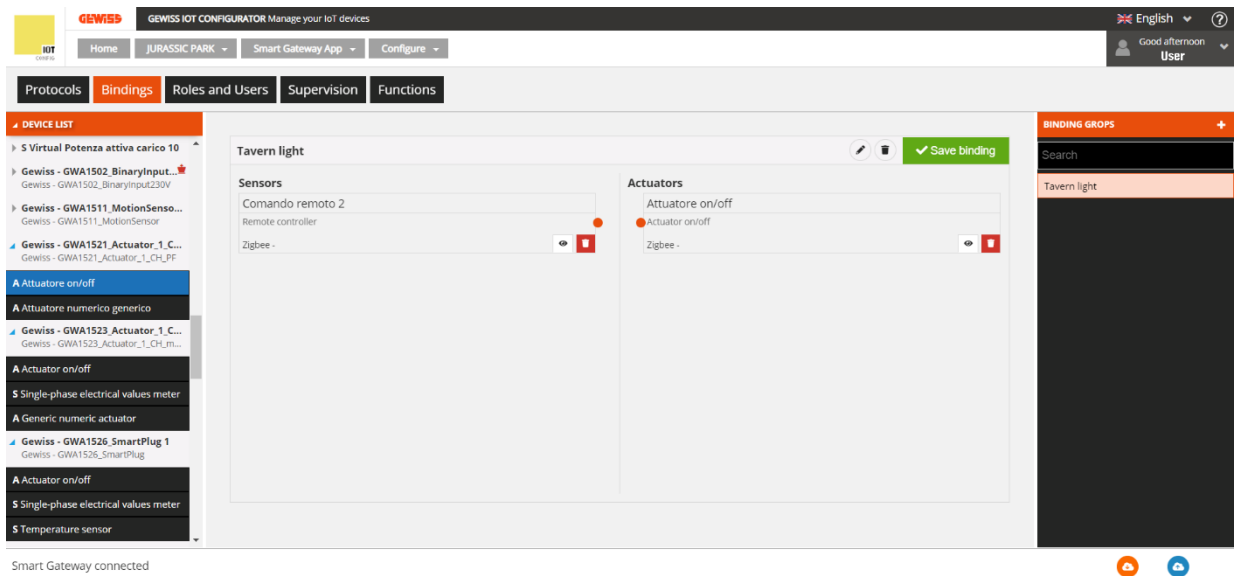 GEWISS GEWISS IOT CONFIGURATOR Manage your IoT devices English ?
IOT
CONFIG
Home JURASSIC PARK Smart Gateway App Configure
Good afternoon
User
Protocols Bindings Roles and Users Supervision Functions
DEVICE LIST
S Virtual Potenza attiva carico 10
Gewiss - GWA1502_BinaryInput...
Gewiss - GWA1502_BinaryInput230V
Gewiss - GWA1511_MotionSenso...
Gewiss - GWA1511_MotionSensor
Gewiss - GWA1521_Actuator_1_C...
Gewiss - GWA1521_Actuator_1_CH_PF
A Attuatore on/off
A Attuatore numerico generico
Gewiss - GWA1523_Actuator_1_C...
Gewiss - GWA1523_Actuator_1_CH_m...
A Actuator on/off
S Single-phase electrical values meter
A Generic numeric actuator
Gewiss - GWA1526_SmartPlug 1
Gewiss - GWA1526_SmartPlug
A Actuator on/off
S Single-phase electrical values meter
S Temperature sensor
Tavern light
Save binding
Sensors
Comando remoto 2
Remote controller
Zigbee -
Actuators
Attuatore on/off
Actuator on/off
Zigbee -
BINDING GROPS +
Search
Tavern light
Smart Gateway connected